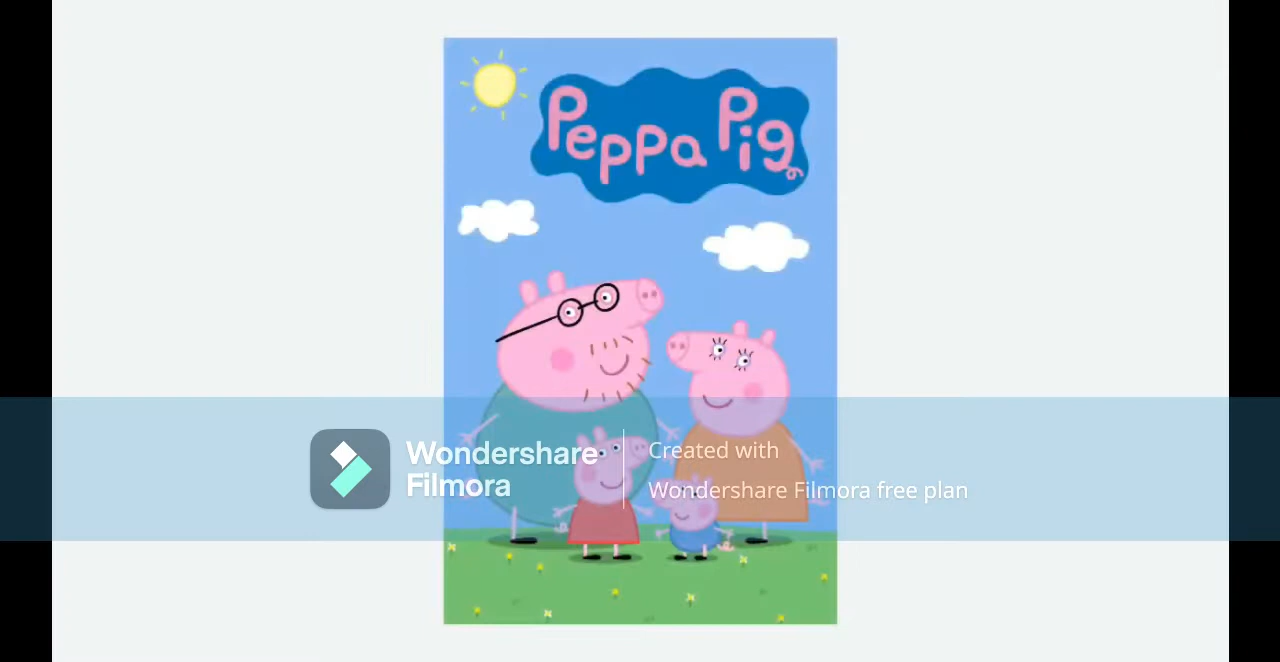 Peppa Pig
Wondershare
Filmora
Created with
Wondershare Filmora free plan